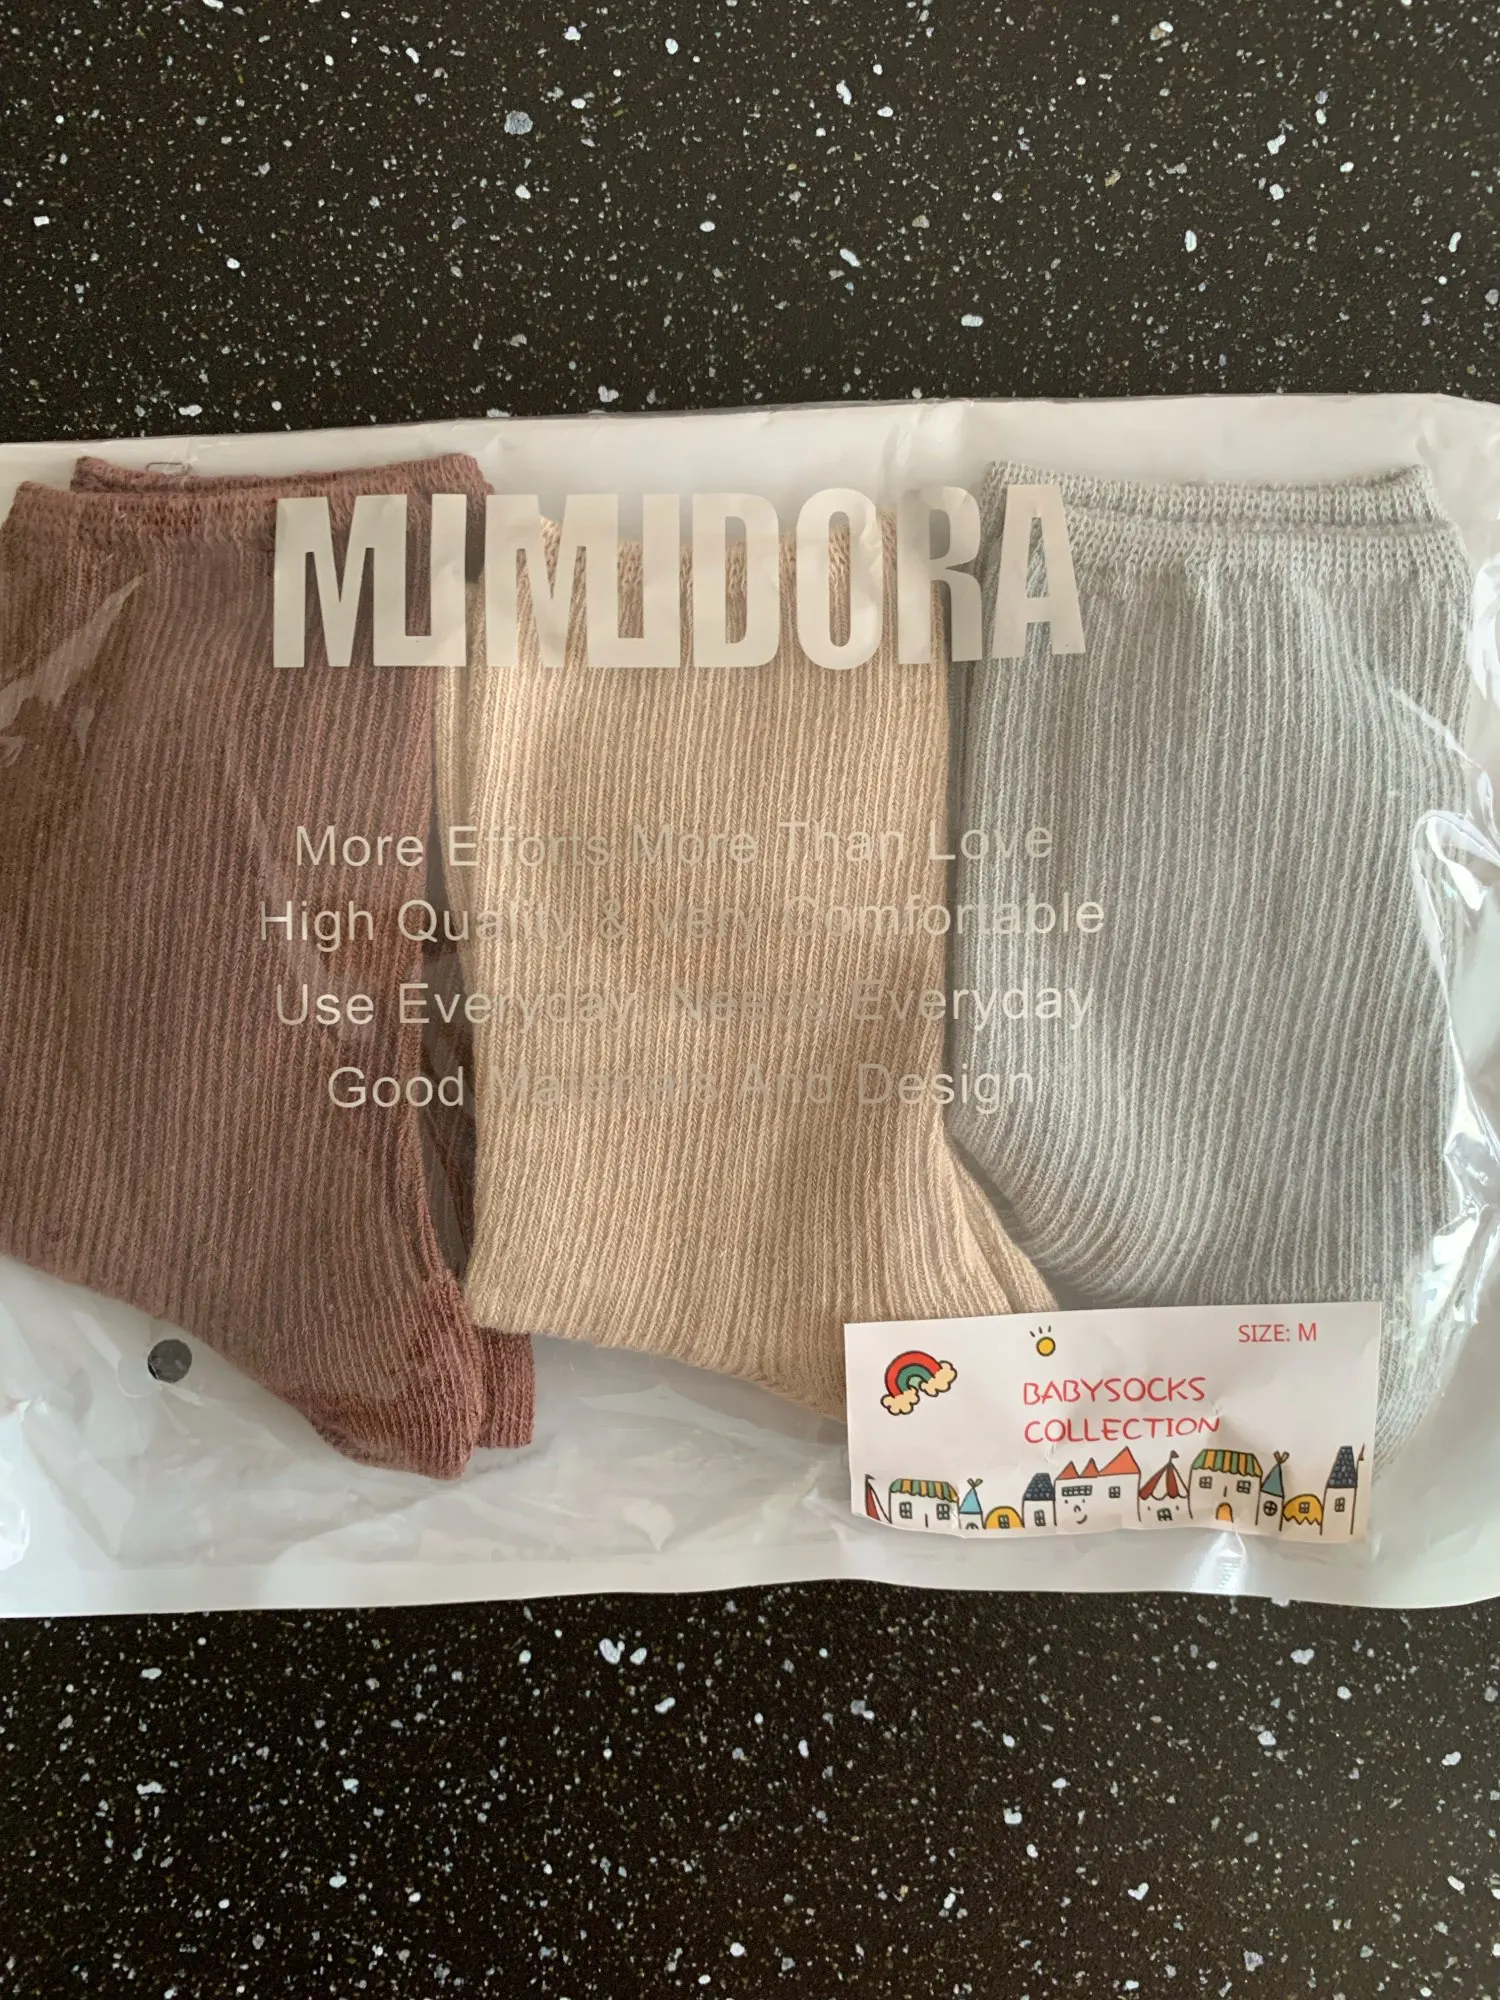 MIMIDORA
More Efforts More Than Love
High Quality & Very Comfortable
Use Everyday, Needs Everyday
Good Materials And Design
SIZE: M
BABYSOCKS
COLLECTION